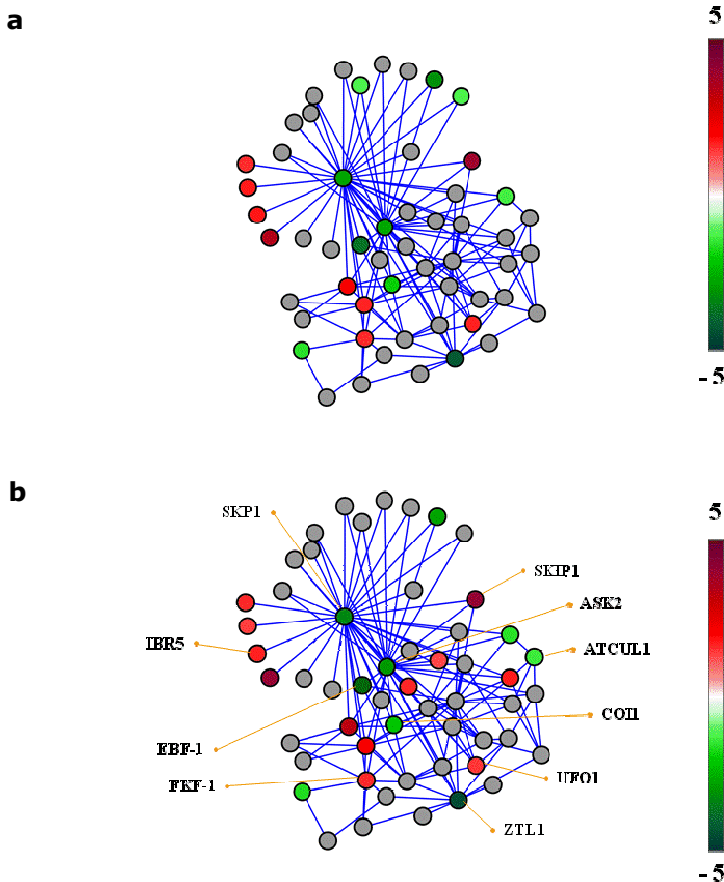 a
5
- 5
b
5
SKP1
SKIP1
ASK2
IBR5
ATCUL1
COI1
EBF-1
FKF-1
UFO1
ZTL1
- 5